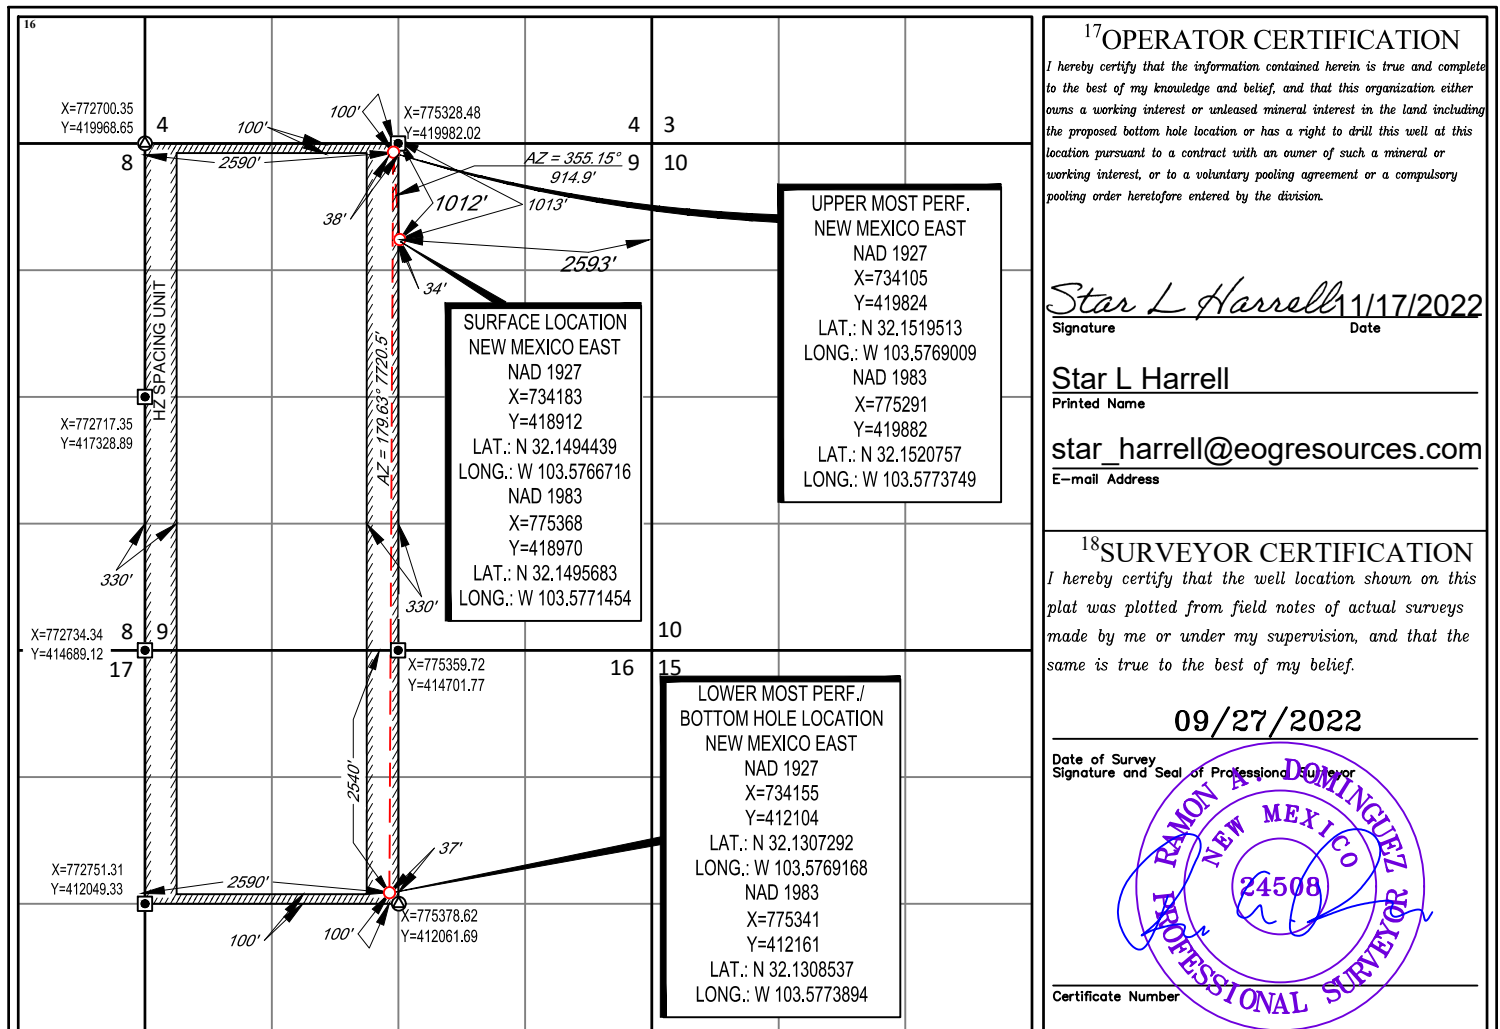 16
X=772700.35
Y=419968.65
4
100'
100'
X=775328.48
Y=419982.02
4 3
8
2590'
AZ = 355.15°
914.9'
9 10
38'
1012'
1013'
2593'
34'
HZ SPACING UNIT
AZ = 179.63° 7720.5'
X=772717.35
Y=417328.89
330'
330'
X=772734.34
Y=414689.12
8 9
17
X=775359.72
Y=414701.77
10
16 15
2540'
37'
X=772751.31
Y=412049.33
2590'
100'
100'
X=775378.62
Y=412061.69
UPPER MOST PERF.
NEW MEXICO EAST
NAD 1927
X=734105
Y=419824
LAT.: N 32.1519513
LONG.: W 103.5769009
NAD 1983
X=775291
Y=419882
LAT.: N 32.1520757
LONG.: W 103.5773749
SURFACE LOCATION
NEW MEXICO EAST
NAD 1927
X=734183
Y=418912
LAT.: N 32.1494439
LONG.: W 103.5766716
NAD 1983
X=775368
Y=418970
LAT.: N 32.1495683
LONG.: W 103.5771454
LOWER MOST PERF./
BOTTOM HOLE LOCATION
NEW MEXICO EAST
NAD 1927
X=734155
Y=412104
LAT.: N 32.1307292
LONG.: W 103.5769168
NAD 1983
X=775341
Y=412161
LAT.: N 32.1308537
LONG.: W 103.5773894
17OPERATOR CERTIFICATION
I hereby certify that the information contained herein is true and complete
to the best of my knowledge and belief, and that this organization either
owns a working interest or unleased mineral interest in the land including
the proposed bottom hole location or has a right to drill this well at this
location pursuant to a contract with an owner of such a mineral or
working interest, or to a voluntary pooling agreement or a compulsory
pooling order heretofore entered by the division.
Star L Harrell 11/17/2022
Signature Date
Star L Harrell
Printed Name
star_harrell@eogresources.com
E-mail Address
18SURVEYOR CERTIFICATION
I hereby certify that the well location shown on this
plat was plotted from field notes of actual surveys
made by me or under my supervision, and that the
same is true to the best of my belief.
09/27/2022
Date of Survey
Signature and Seal of Professional Surveyor
RAMON A. DOMINGUEZ
NEW MEXICO
24508
PROFESSIONAL SURVEYOR
Certificate Number